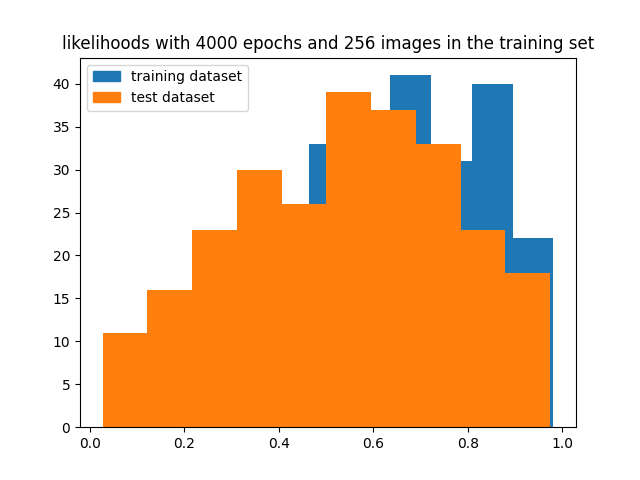 likelihoods with 4000 epochs and 256 images in the training set
training dataset
test dataset
40
35
30
25
20
15
10
5
0
0.0 0.2 0.4 0.6 0.8 1.0